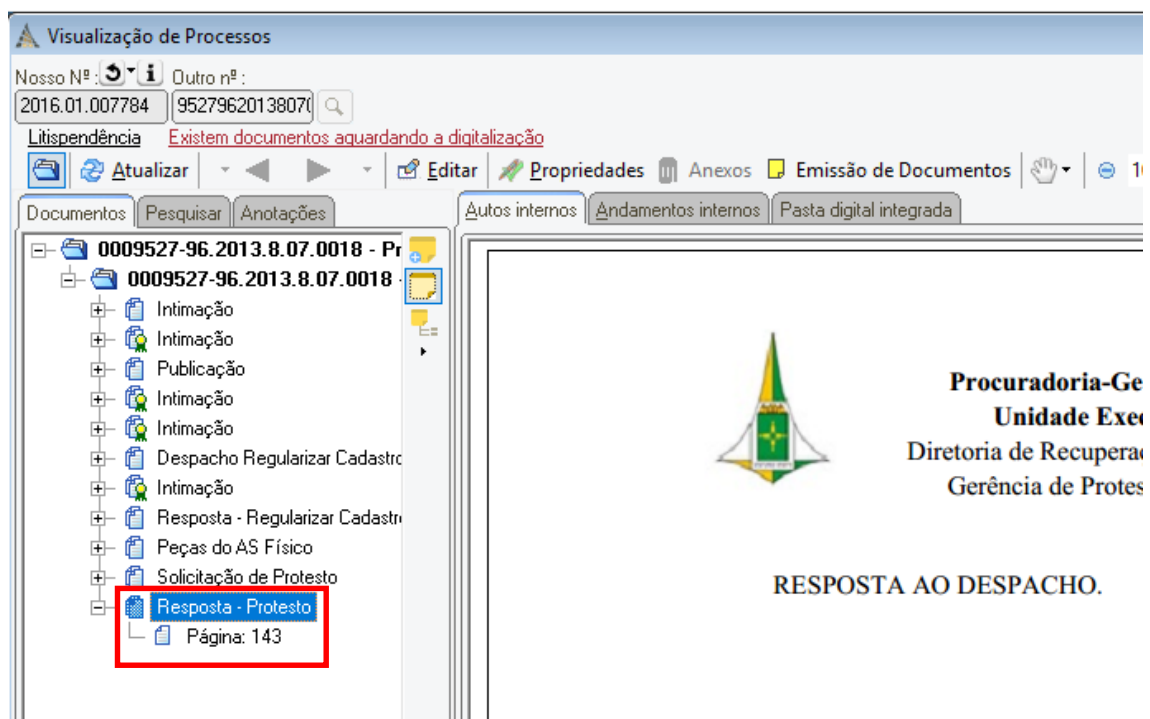 Visualização de Processos
Nosso Nº : Outro nº :
2016.01.007784 95279620138070
Litispendência Existem documentos aquardando a digitalização
Atualizar Editar Propriedades Anexos Emissão de Documentos
Documentos Pesquisar Anotações
Autos internos Andamentos internos Pasta digital integrada
0009527-96.2013.8.07.0018 - Pr
0009527-96.2013.8.07.0018 -
Intimação
Intimação
Publicação
Intimação
Intimação
Despacho Regularizar Cadastro
Intimação
Resposta - Regularizar Cadastr
Peças do AS Físico
Solicitação de Protesto
Resposta - Protesto
Página: 143
Procuradoria-Ge
Unidade Exec
Diretoria de Recupera
Gerência de Protes
RESPOSTA AO DESPACHO.